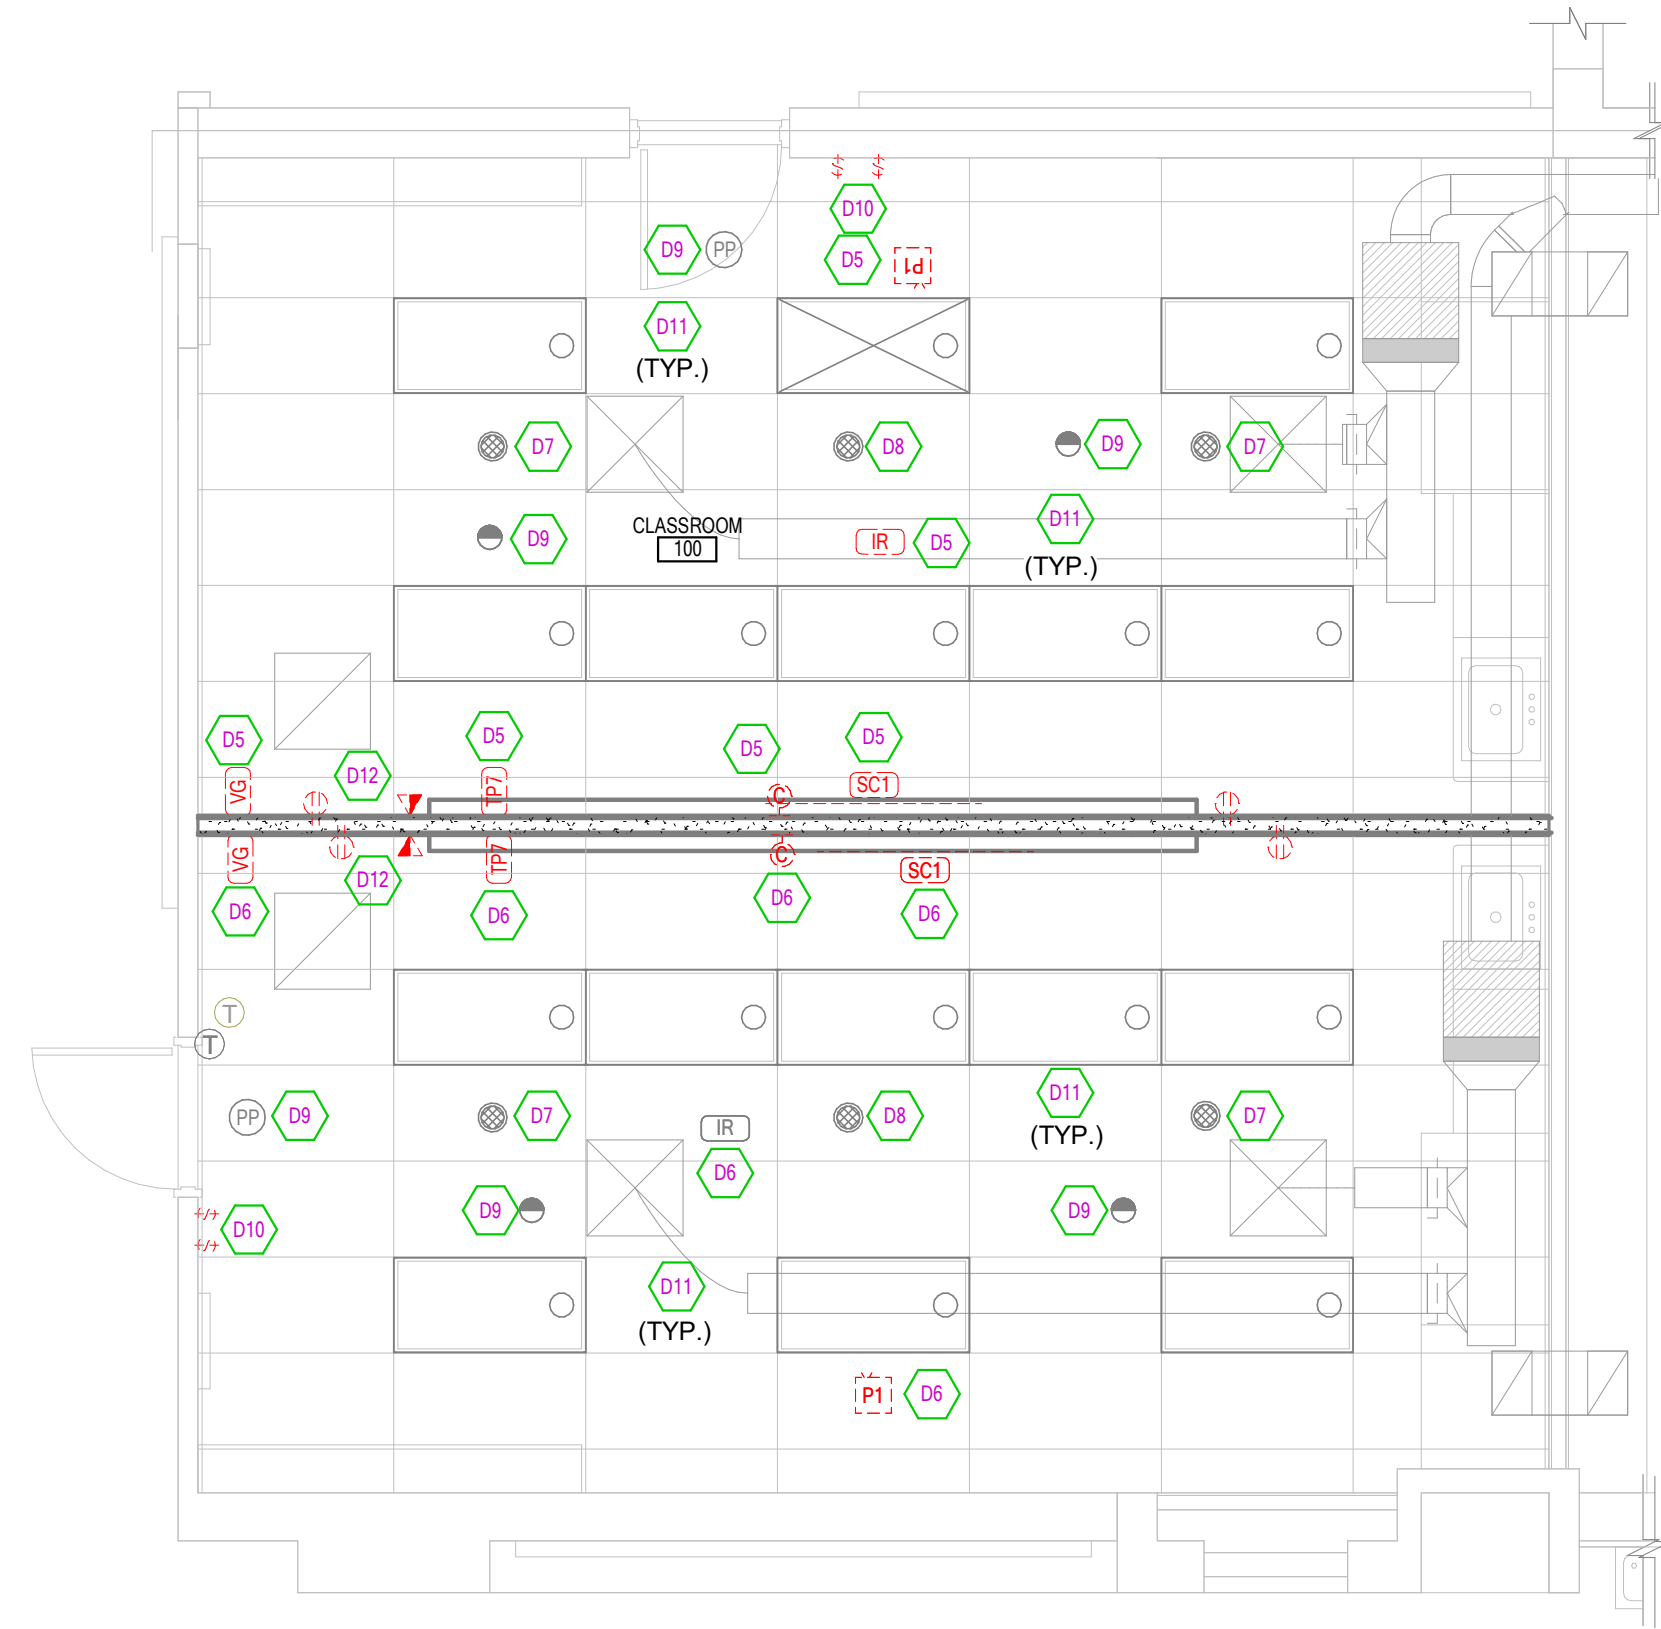 D10
D9
PP
D5
P1
D11
(TYP.)
D7
D8
D9
D7
D11
CLASSROOM
100
D9
IR
D5
(TYP.)
D5
D5
D5
D5
D12
VG
TP7
C
SC1
VG
TP7
C
SC1
D12
D6
D6
D6
D6
T
T
D11
PP
D9
D7
IR
D8
D7
(TYP.)
D6
D10
D9
D9
D11
(TYP.)
P1
D6